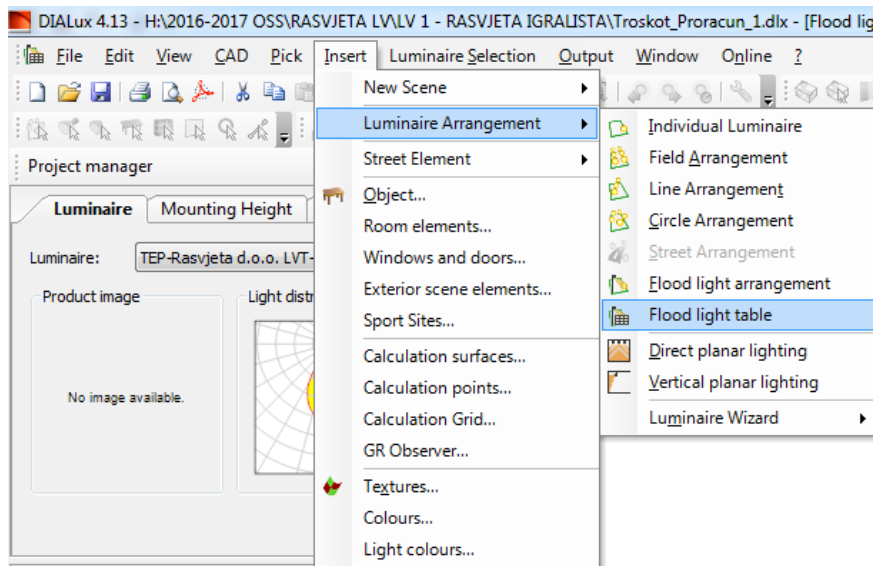 DIALux 4.13 - H:\2016-2017 OSS\RASVJETA LV\LV 1 - RASVJETA IGRALISTA\Troskot_Proracun_1.dlx - [Flood lig
File Edit View CAD Pick Insert Luminaire Selection Output Window Online ?
New Scene
Luminaire Arrangement
Street Element
Object...
Room elements...
Windows and doors...
Exterior scene elements...
Sport Sites...
Calculation surfaces...
Calculation points...
Calculation Grid...
GR Observer...
Textures...
Colours...
Light colours...
Individual Luminaire
Field Arrangement
Line Arrangement
Circle Arrangement
Street Arrangement
Flood light arrangement
Flood light table
Direct planar lighting
Vertical planar lighting
Luminaire Wizard
Project manager
Luminaire Mounting Height
Luminaire: TEP-Rasvjeta d.o.o. LVT-
Product image Light distr
No image available.